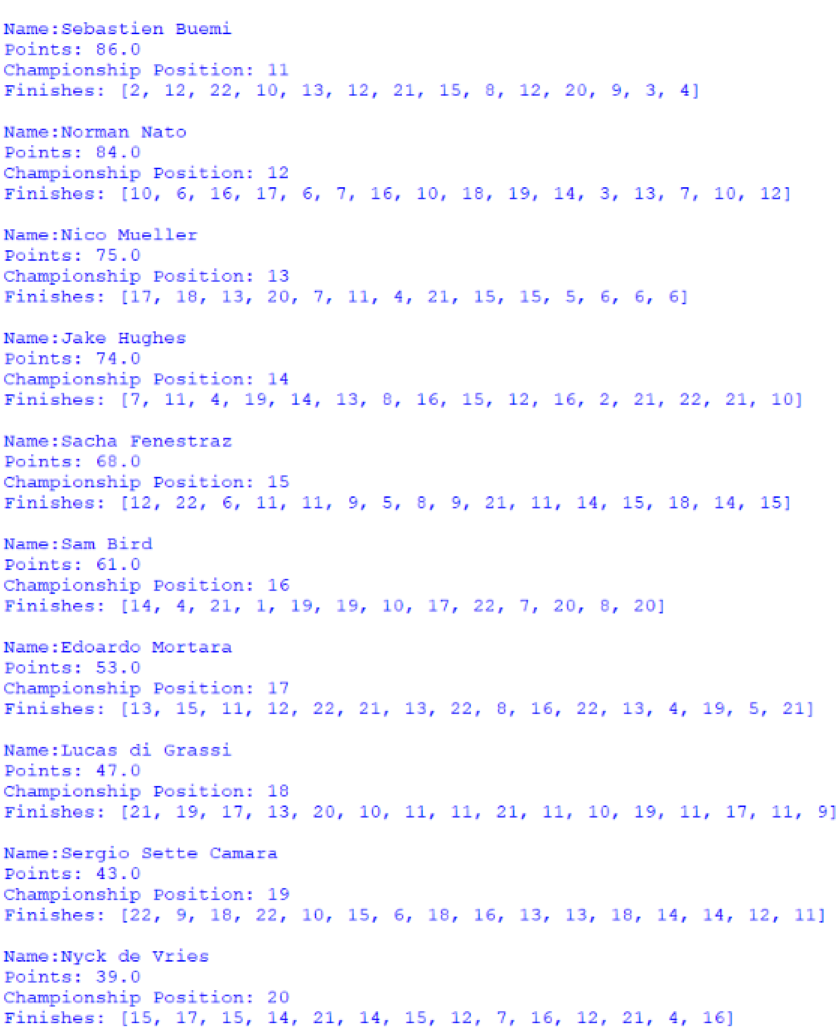 Name:Sebastien Buemi
Points: 86.0
Championship Position: 11
Finishes: [2, 12, 22, 10, 13, 12, 21, 15, 8, 12, 20, 9, 3, 4]
Name:Norman Nato
Points: 84.0
Championship Position: 12
Finishes: [10, 6, 16, 17, 6, 7, 16, 10, 18, 19, 14, 3, 13, 7, 10, 12]
Name:Nico Mueller
Points: 75.0
Championship Position: 13
Finishes: [17, 18, 13, 20, 7, 11, 4, 21, 15, 15, 5, 6, 6, 6]
Name:Jake Hughes
Points: 74.0
Championship Position: 14
Finishes: [7, 11, 4, 19, 14, 13, 8, 16, 15, 12, 16, 2, 21, 22, 21, 10]
Name:Sacha Fenestraz
Points: 68.0
Championship Position: 15
Finishes: [12, 22, 6, 11, 11, 9, 5, 8, 9, 21, 11, 14, 15, 18, 14, 15]
Name:Sam Bird
Points: 61.0
Championship Position: 16
Finishes: [14, 4, 21, 1, 19, 19, 10, 17, 22, 7, 20, 8, 20]
Name:Edoardo Mortara
Points: 53.0
Championship Position: 17
Finishes: [13, 15, 11, 12, 22, 21, 13, 22, 8, 16, 22, 13, 4, 19, 5, 21]
Name:Lucas di Grassi
Points: 47.0
Championship Position: 18
Finishes: [21, 19, 17, 13, 20, 10, 11, 11, 21, 11, 10, 19, 11, 17, 11, 9]
Name:Sergio Sette Camara
Points: 43.0
Championship Position: 19
Finishes: [22, 9, 18, 22, 10, 15, 6, 18, 16, 13, 13, 18, 14, 14, 12, 11]
Name:Nyck de Vries
Points: 39.0
Championship Position: 20
Finishes: [15, 17, 15, 14, 21, 14, 15, 12, 7, 16, 12, 21, 4, 16]